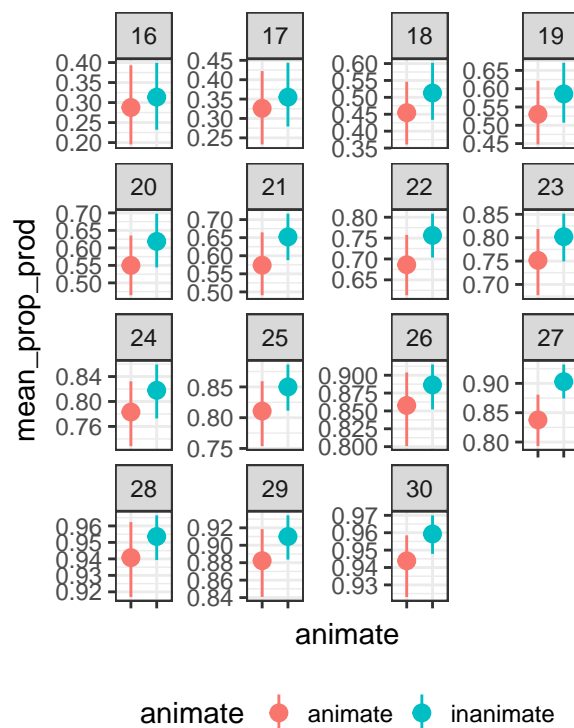 16 17 18 19
0.40 0.35 0.30 0.25 0.20
0.45 0.40 0.35 0.30 0.25
0.60 0.55 0.50 0.45 0.40 0.35
0.65 0.60 0.55 0.50 0.45
20 21 22 23
0.70 0.65 0.60 0.55 0.50
0.70 0.65 0.60 0.55 0.50
0.80 0.75 0.70 0.65
0.85 0.80 0.75 0.70
24 25 26 27
0.84 0.80 0.76
0.85 0.80 0.75
0.900 0.875 0.850 0.825 0.800
0.90 0.85 0.80
28 29 30
0.96 0.95 0.94 0.93 0.92
0.92 0.90 0.88 0.86 0.84
0.97 0.96 0.95 0.94 0.93
mean_prop_prod
animate
animate animate inanimate